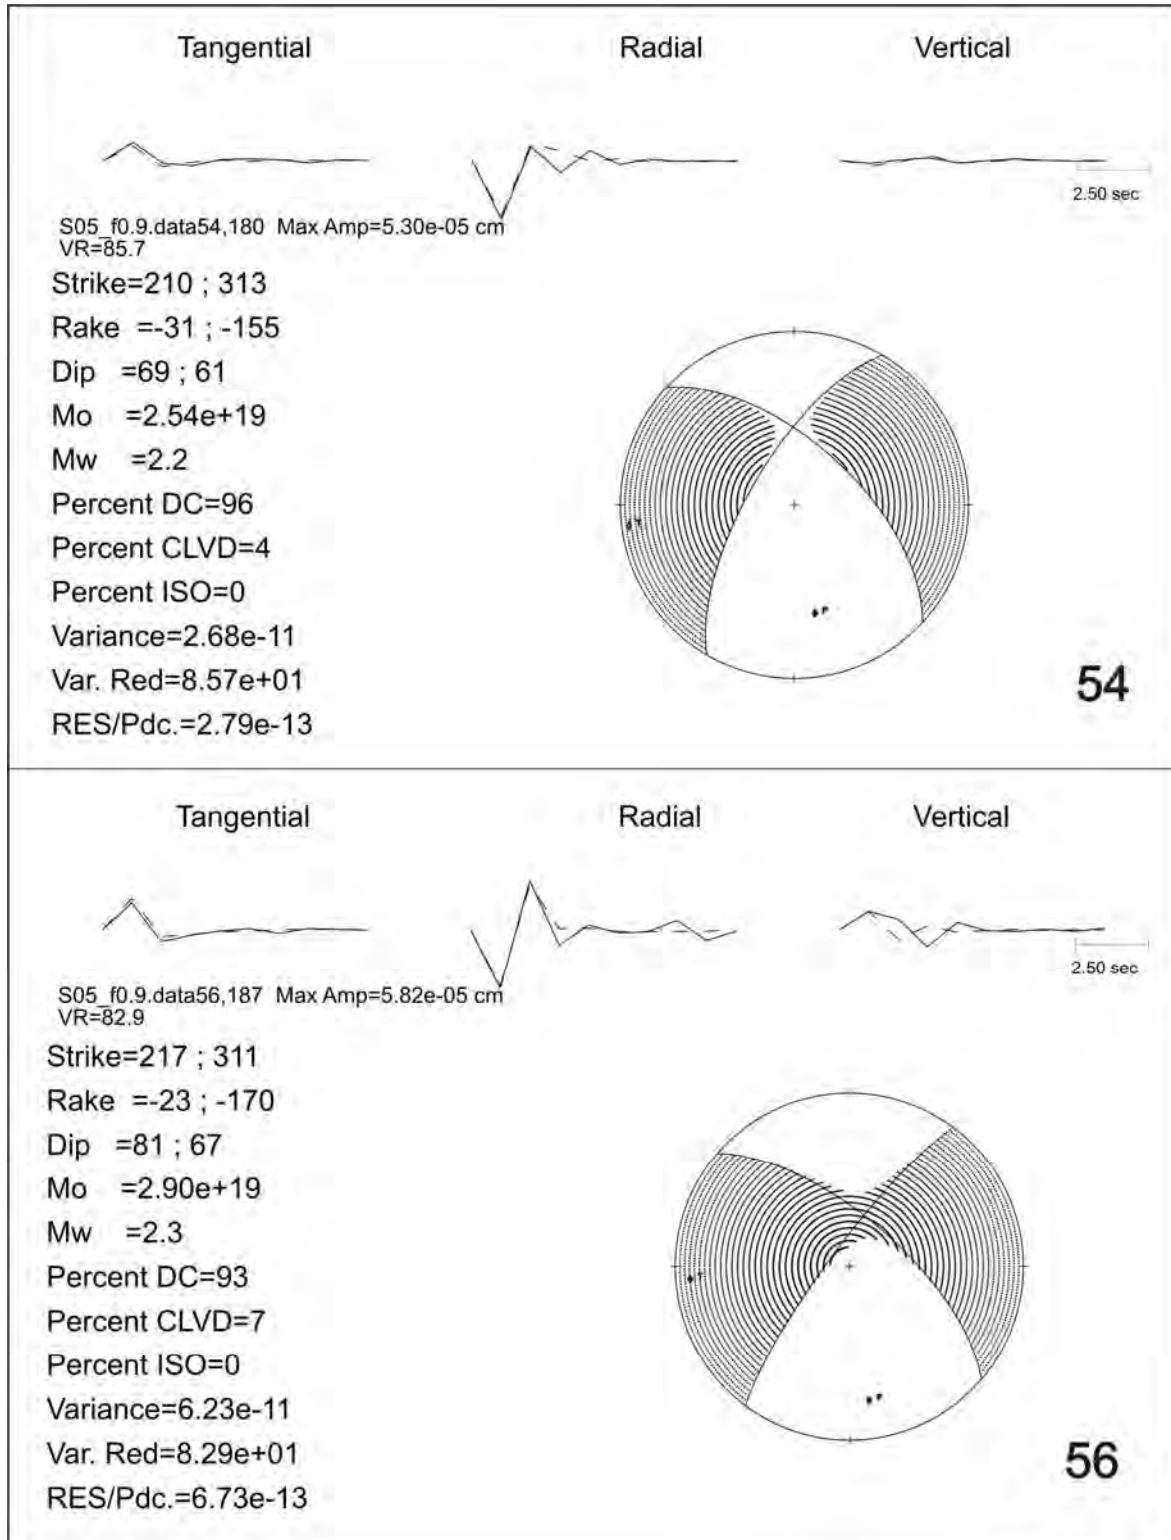 Tangential Radial Vertical
2.50 sec
S05_f0.9.data54,180 Max Amp=5.30e-05 cm
VR=85.7
Strike=210 ; 313
Rake =-31 ; -155
Dip =69 ; 61
Mo =2.54e+19
Mw =2.2
Percent DC=96
Percent CLVD=4
Percent ISO=0
Variance=2.68e-11
Var. Red=8.57e+01
RES/Pdc.=2.79e-13
T
P
54
Tangential Radial Vertical
2.50 sec
S05_f0.9.data56,187 Max Amp=5.82e-05 cm
VR=82.9
Strike=217 ; 311
Rake =-23 ; -170
Dip =81 ; 67
Mo =2.90e+19
Mw =2.3
Percent DC=93
Percent CLVD=7
Percent ISO=0
Variance=6.23e-11
Var. Red=8.29e+01
RES/Pdc.=6.73e-13
T
P
56